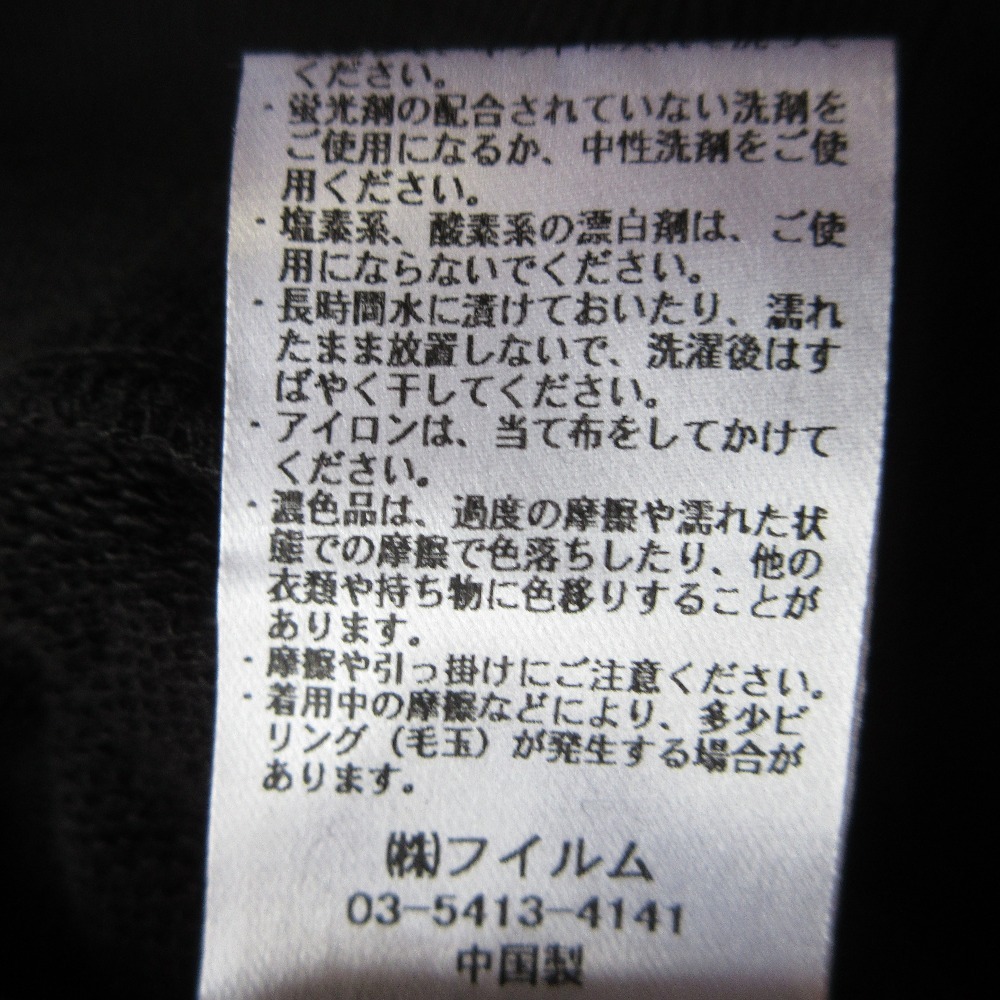 ください。
・蛍光剤の配合されていない洗剤を
ご使用になるか、中性洗剤をご使
用ください。
・塩素系、酸素系の漂白剤は、ご使
用にならないでください。
・長時間水に漬けておいたり、濡れ
たまま放置しないで、洗濯後はす
ばやく干してください。
・アイロンは、当て布をしてかけて
ください。
・濃色品は、過度の摩擦や濡れた状
態での摩擦で色落ちしたり、他の
衣類や持ち物に色移りすることが
あります。
・摩擦や引っ掛けにご注意ください。
・着用中の摩擦などにより、多少ピ
リング（毛玉）が発生する場合が
あります。
㈱フイルム
03-5413-4141
中国製